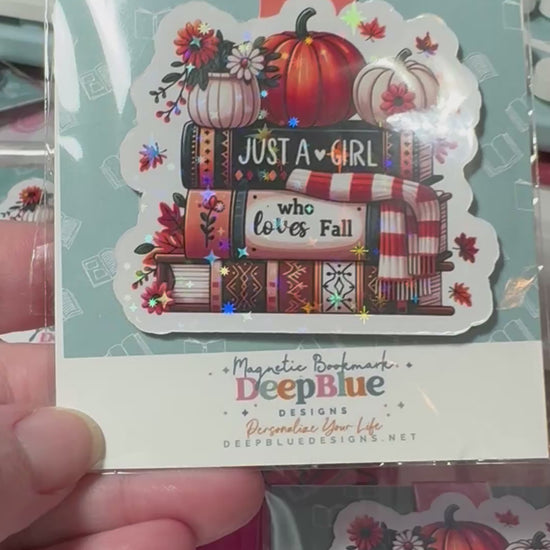 JUST A ♥ GIRL
who
loves Fall
Magnetic Bookmark
DeepBlue
DESIGNS
Personalize Your Life
DEEPBLUEDESIGNS.NET